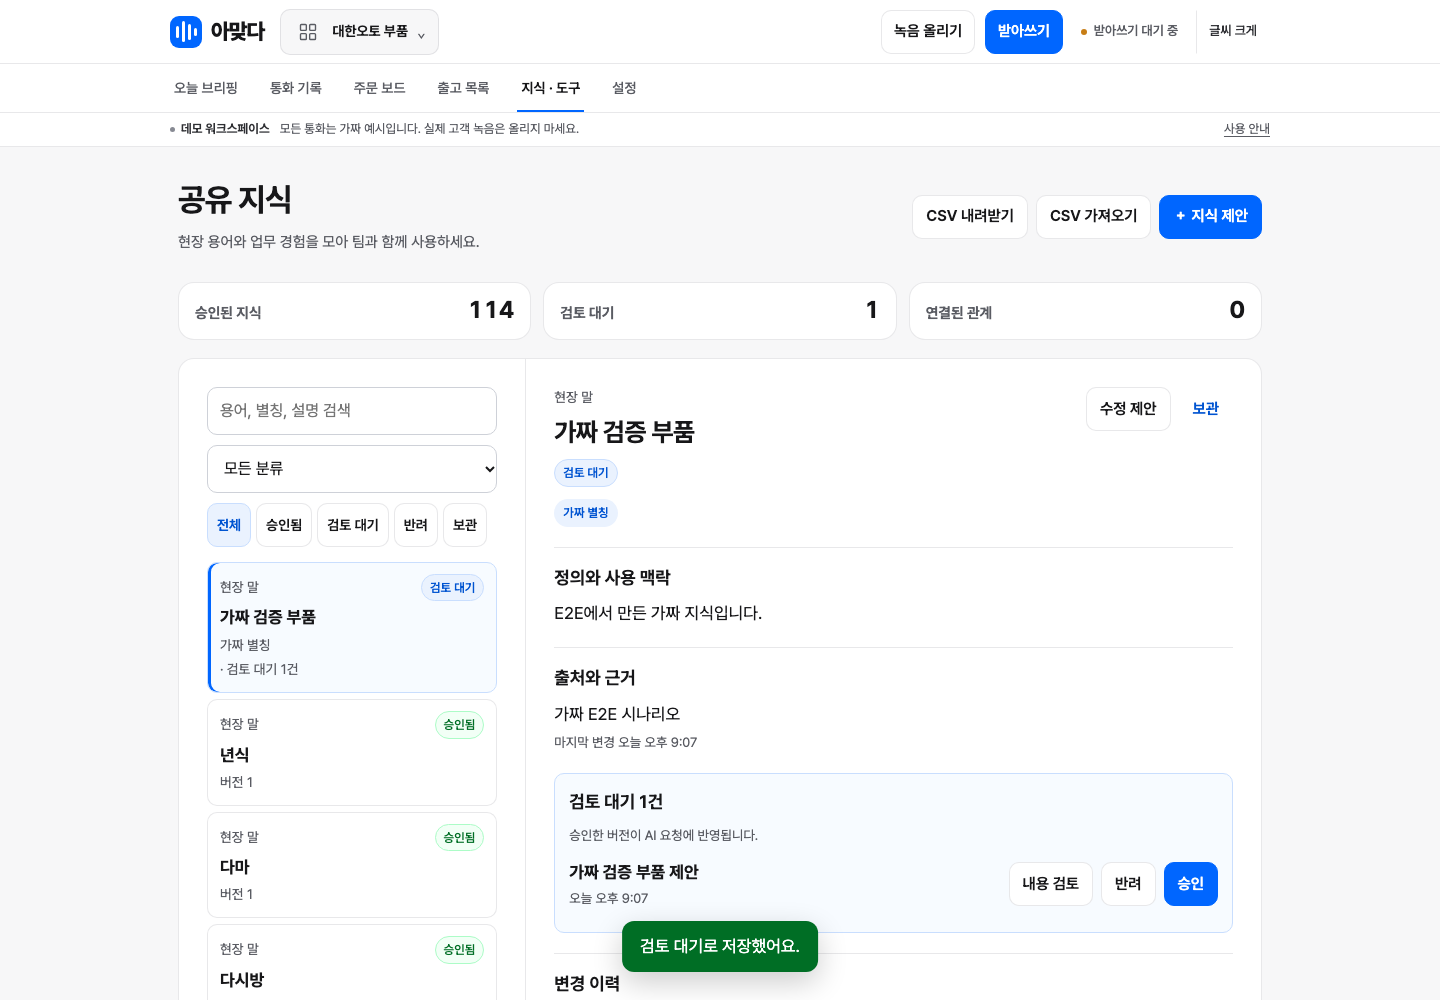 아맞다
대한오토 부품
녹음 올리기
받아쓰기
받아쓰기 대기 중
글씨 크게
오늘 브리핑
통화 기록
주문 보드
출고 목록
지식 · 도구
설정
데모 워크스페이스 모든 통화는 가짜 예시입니다. 실제 고객 녹음은 올리지 마세요.
사용 안내
공유 지식
현장 용어와 업무 경험을 모아 팀과 함께 사용하세요.
CSV 내려받기
CSV 가져오기
+ 지식 제안
승인된 지식 114
검토 대기 1
연결된 관계 0
용어, 별칭, 설명 검색
모든 분류
전체
승인됨
검토 대기
반려
보관
현장 말
검토 대기
가짜 검증 부품
가짜 별칭
· 검토 대기 1건
현장 말
승인됨
년식
버전 1
현장 말
승인됨
다마
버전 1
현장 말
승인됨
다시방
현장 말
가짜 검증 부품
수정 제안
보관
검토 대기
가짜 별칭
정의와 사용 맥락
E2E에서 만든 가짜 지식입니다.
출처와 근거
가짜 E2E 시나리오
마지막 변경 오늘 오후 9:07
검토 대기 1건
승인한 버전이 AI 요청에 반영됩니다.
가짜 검증 부품 제안
오늘 오후 9:07
내용 검토
반려
승인
검토 대기로 저장했어요.
변경 이력